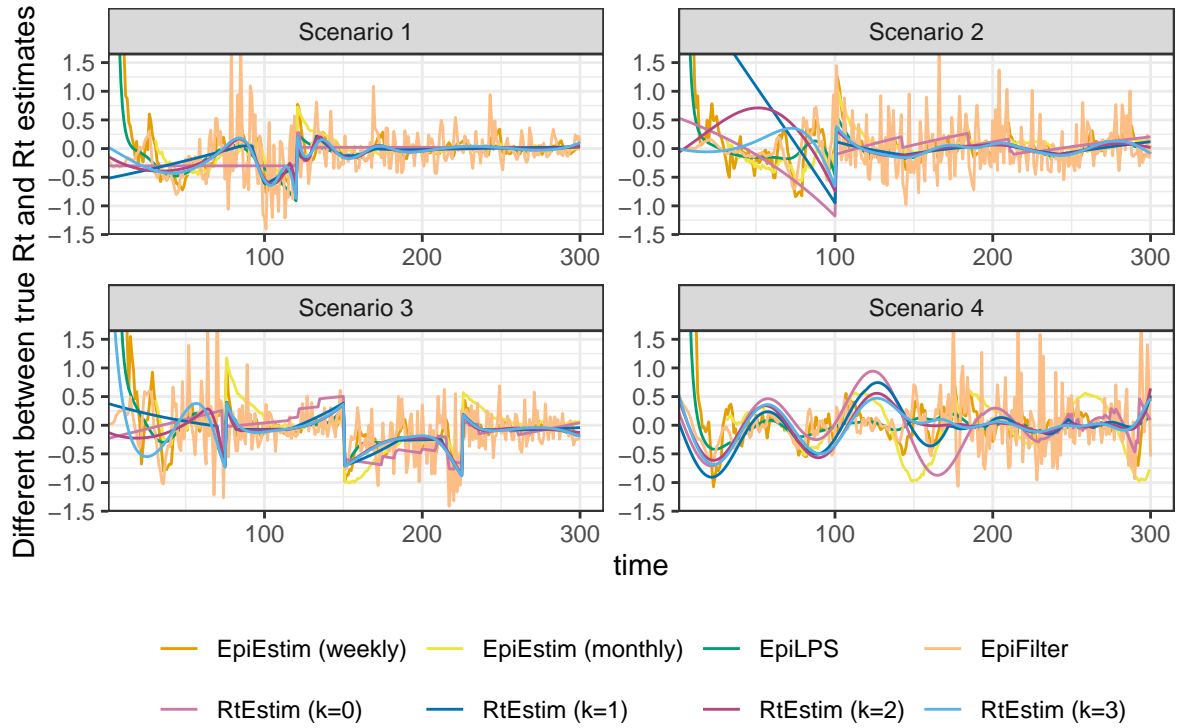 Different between true Rt and Rt estimates
Scenario 1
Scenario 2
1.5
1.0
0.5
0.0
−0.5
−1.0
−1.5
1.5
1.0
0.5
0.0
−0.5
−1.0
−1.5
100
200
300
100
200
300
Scenario 3
Scenario 4
1.5
1.0
0.5
0.0
−0.5
−1.0
−1.5
1.5
1.0
0.5
0.0
−0.5
−1.0
−1.5
100
200
300
100
200
300
time
EpiEstim (weekly)
EpiEstim (monthly)
EpiLPS
EpiFilter
RtEstim (k=0)
RtEstim (k=1)
RtEstim (k=2)
RtEstim (k=3)